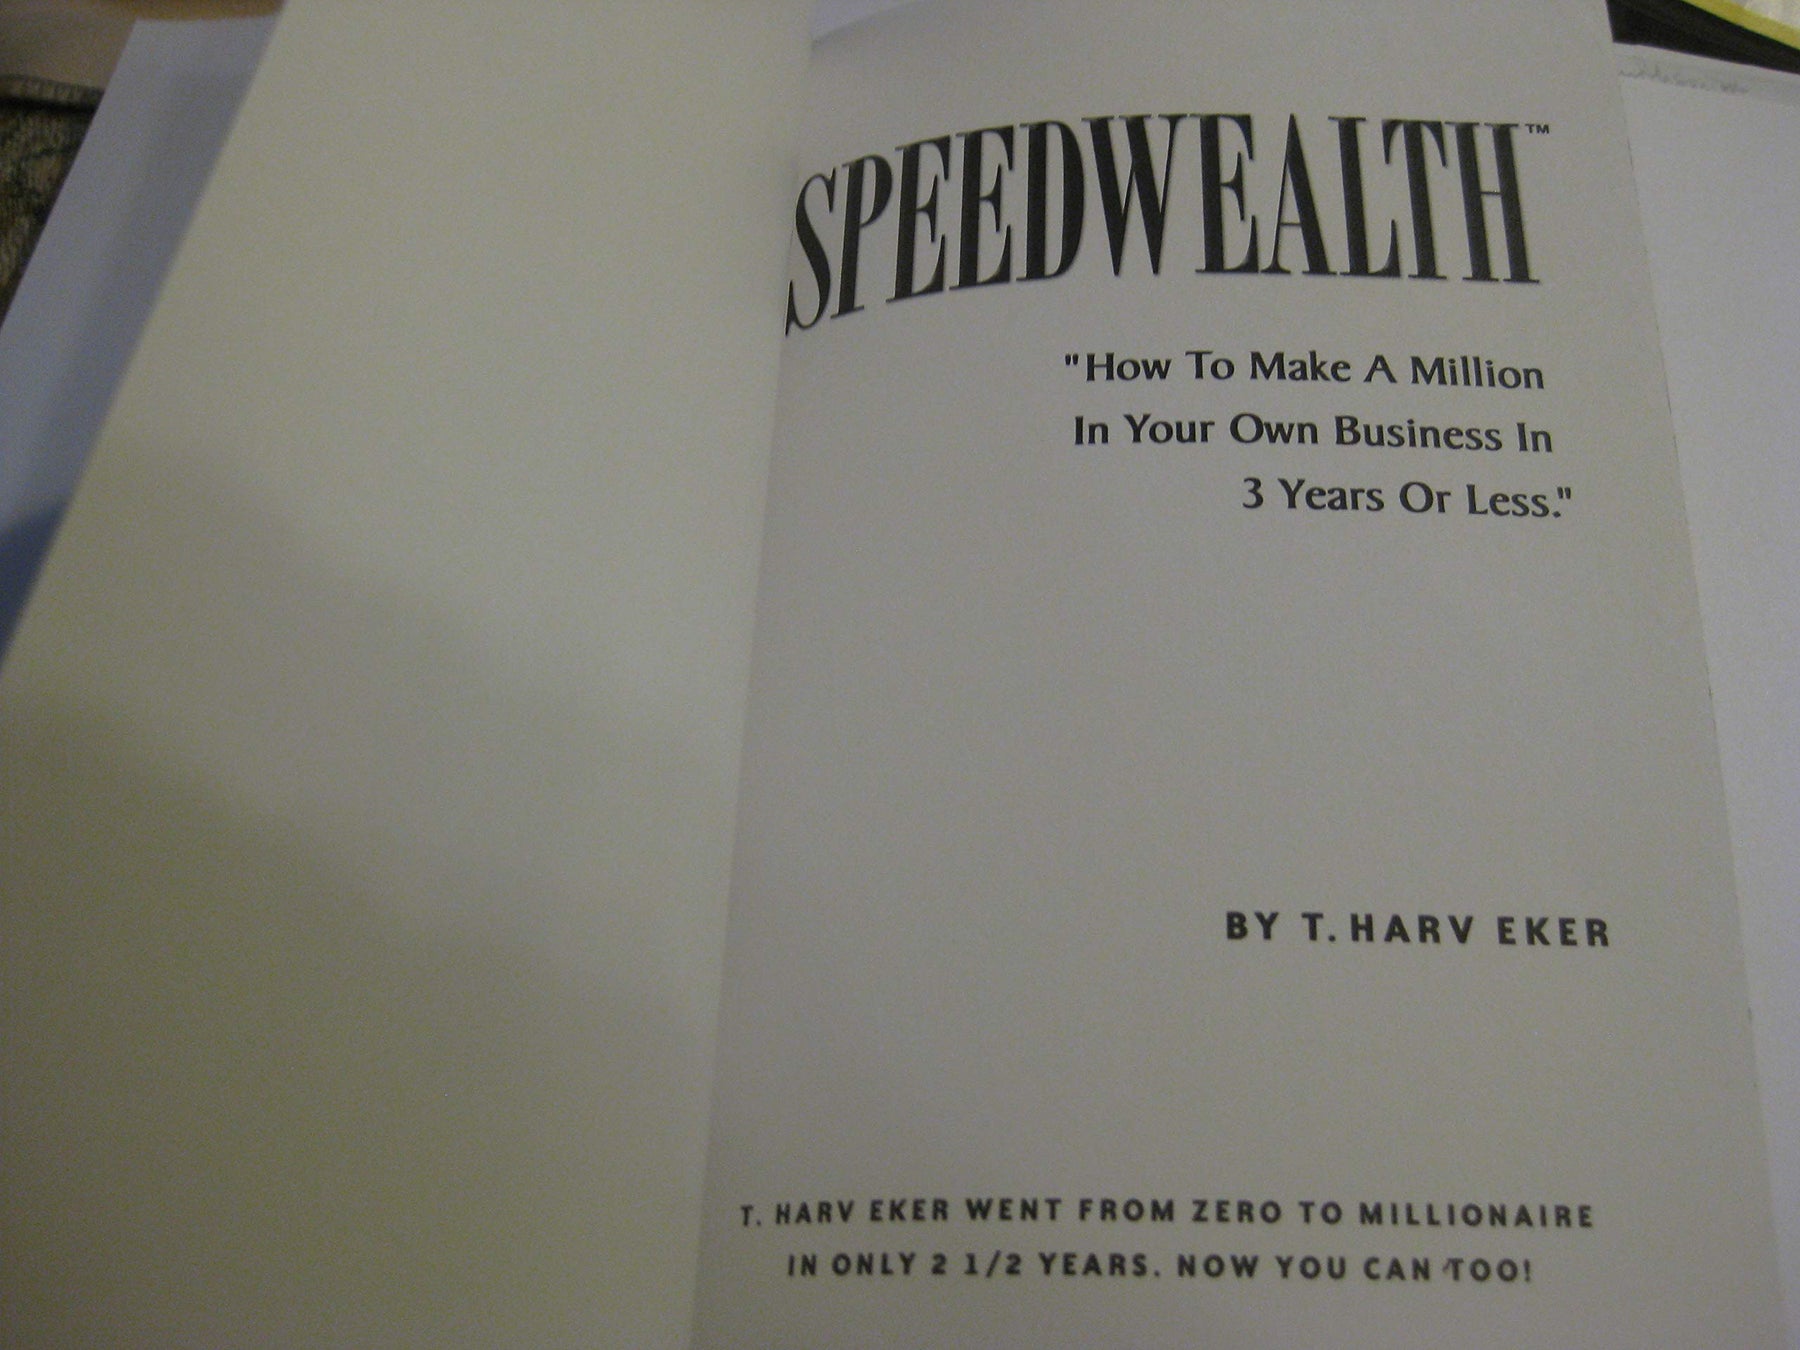 SPEEDWEALTH™
"How To Make A Million
In Your Own Business In
3 Years Or Less."
BY T. HARV EKER
T. HARV EKER WENT FROM ZERO TO MILLIONAIRE
IN ONLY 2 1/2 YEARS. NOW YOU CAN TOO!